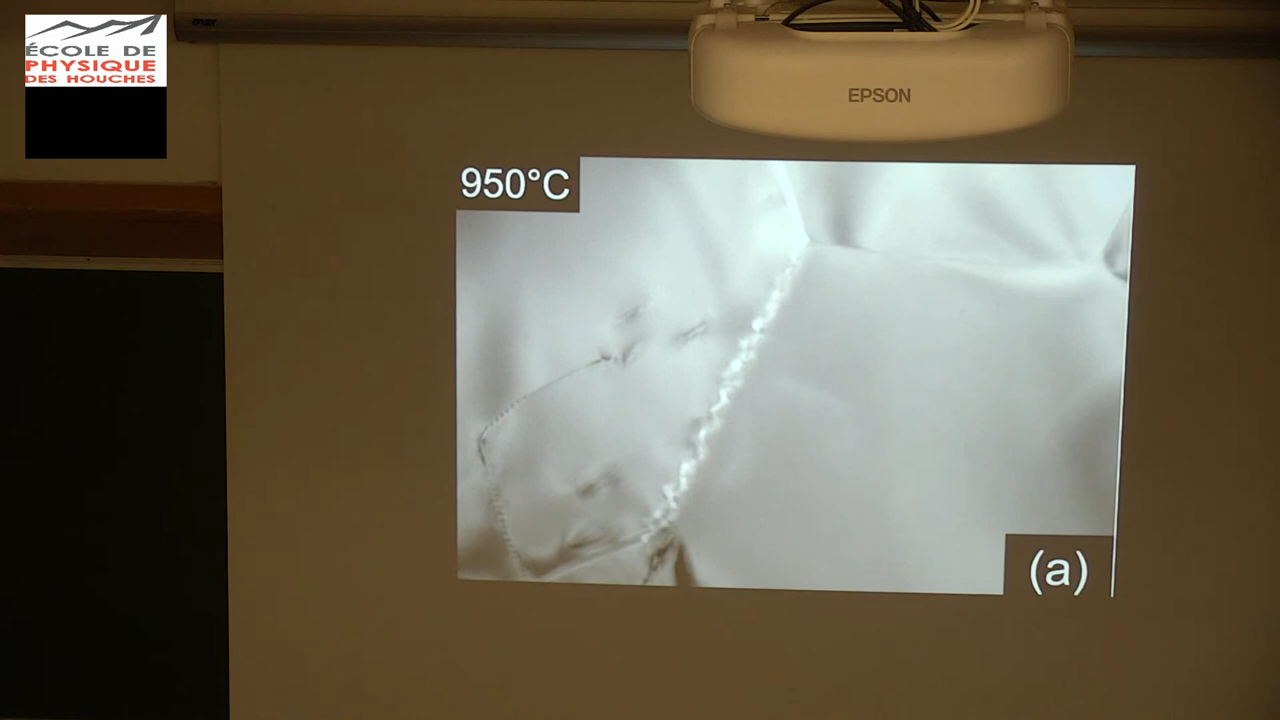 ÉCOLE DE
PHYSIQUE
DES HOUCHES
EPSON
950°C
(a)